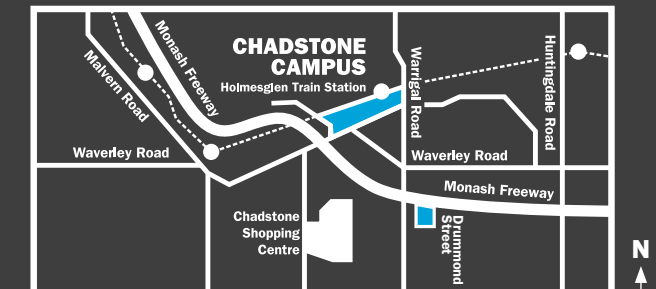 CHADSTONE
CAMPUS
Holmesglen Train Station
Monash Freeway
Malvern Road
Warrigal Road
Huntingdale Road
Waverley Road
Waverley Road
Monash Freeway
Chadstone
Shopping
Centre
Drummond
Street
N